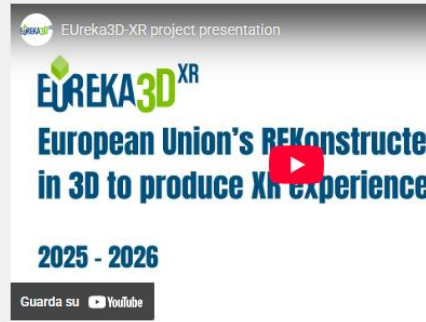 EUreka3D-XR project presentation
EUREKA3D XR
European Union's REKonstructe
in 3D to produce XR experience
2025 - 2026
Guarda su YouTube